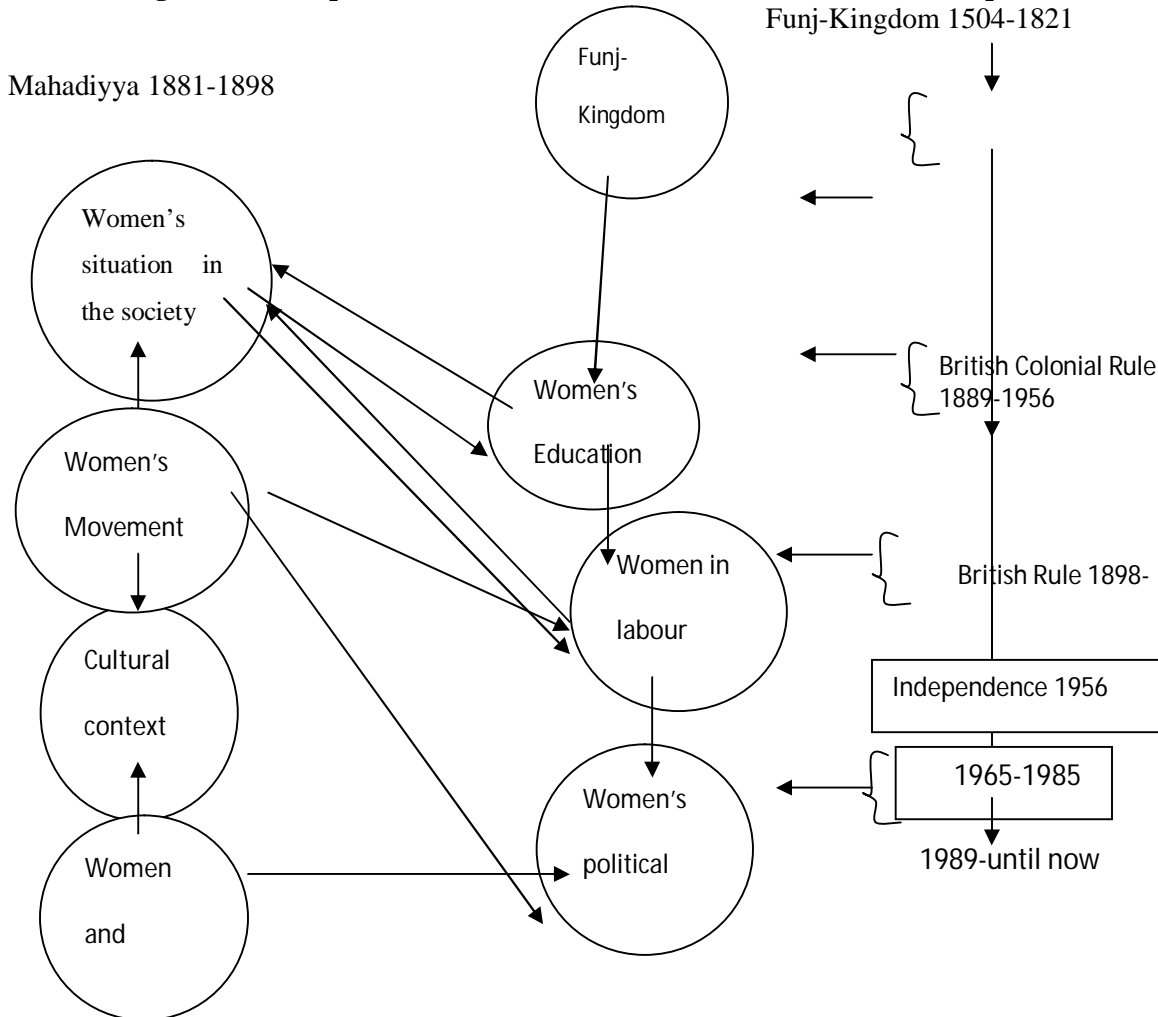 Funj-Kingdom 1504-1821
Mahadiyya 1881-1898
Funj-
Kingdom
Women's
situation in
the society
British Colonial Rule
1889-1956
Women's
Education
Women's
Movement
Women in
labour
British Rule 1898-
Cultural
context
Independence 1956
1965-1985
Women's
political
1989-until now
Women
and